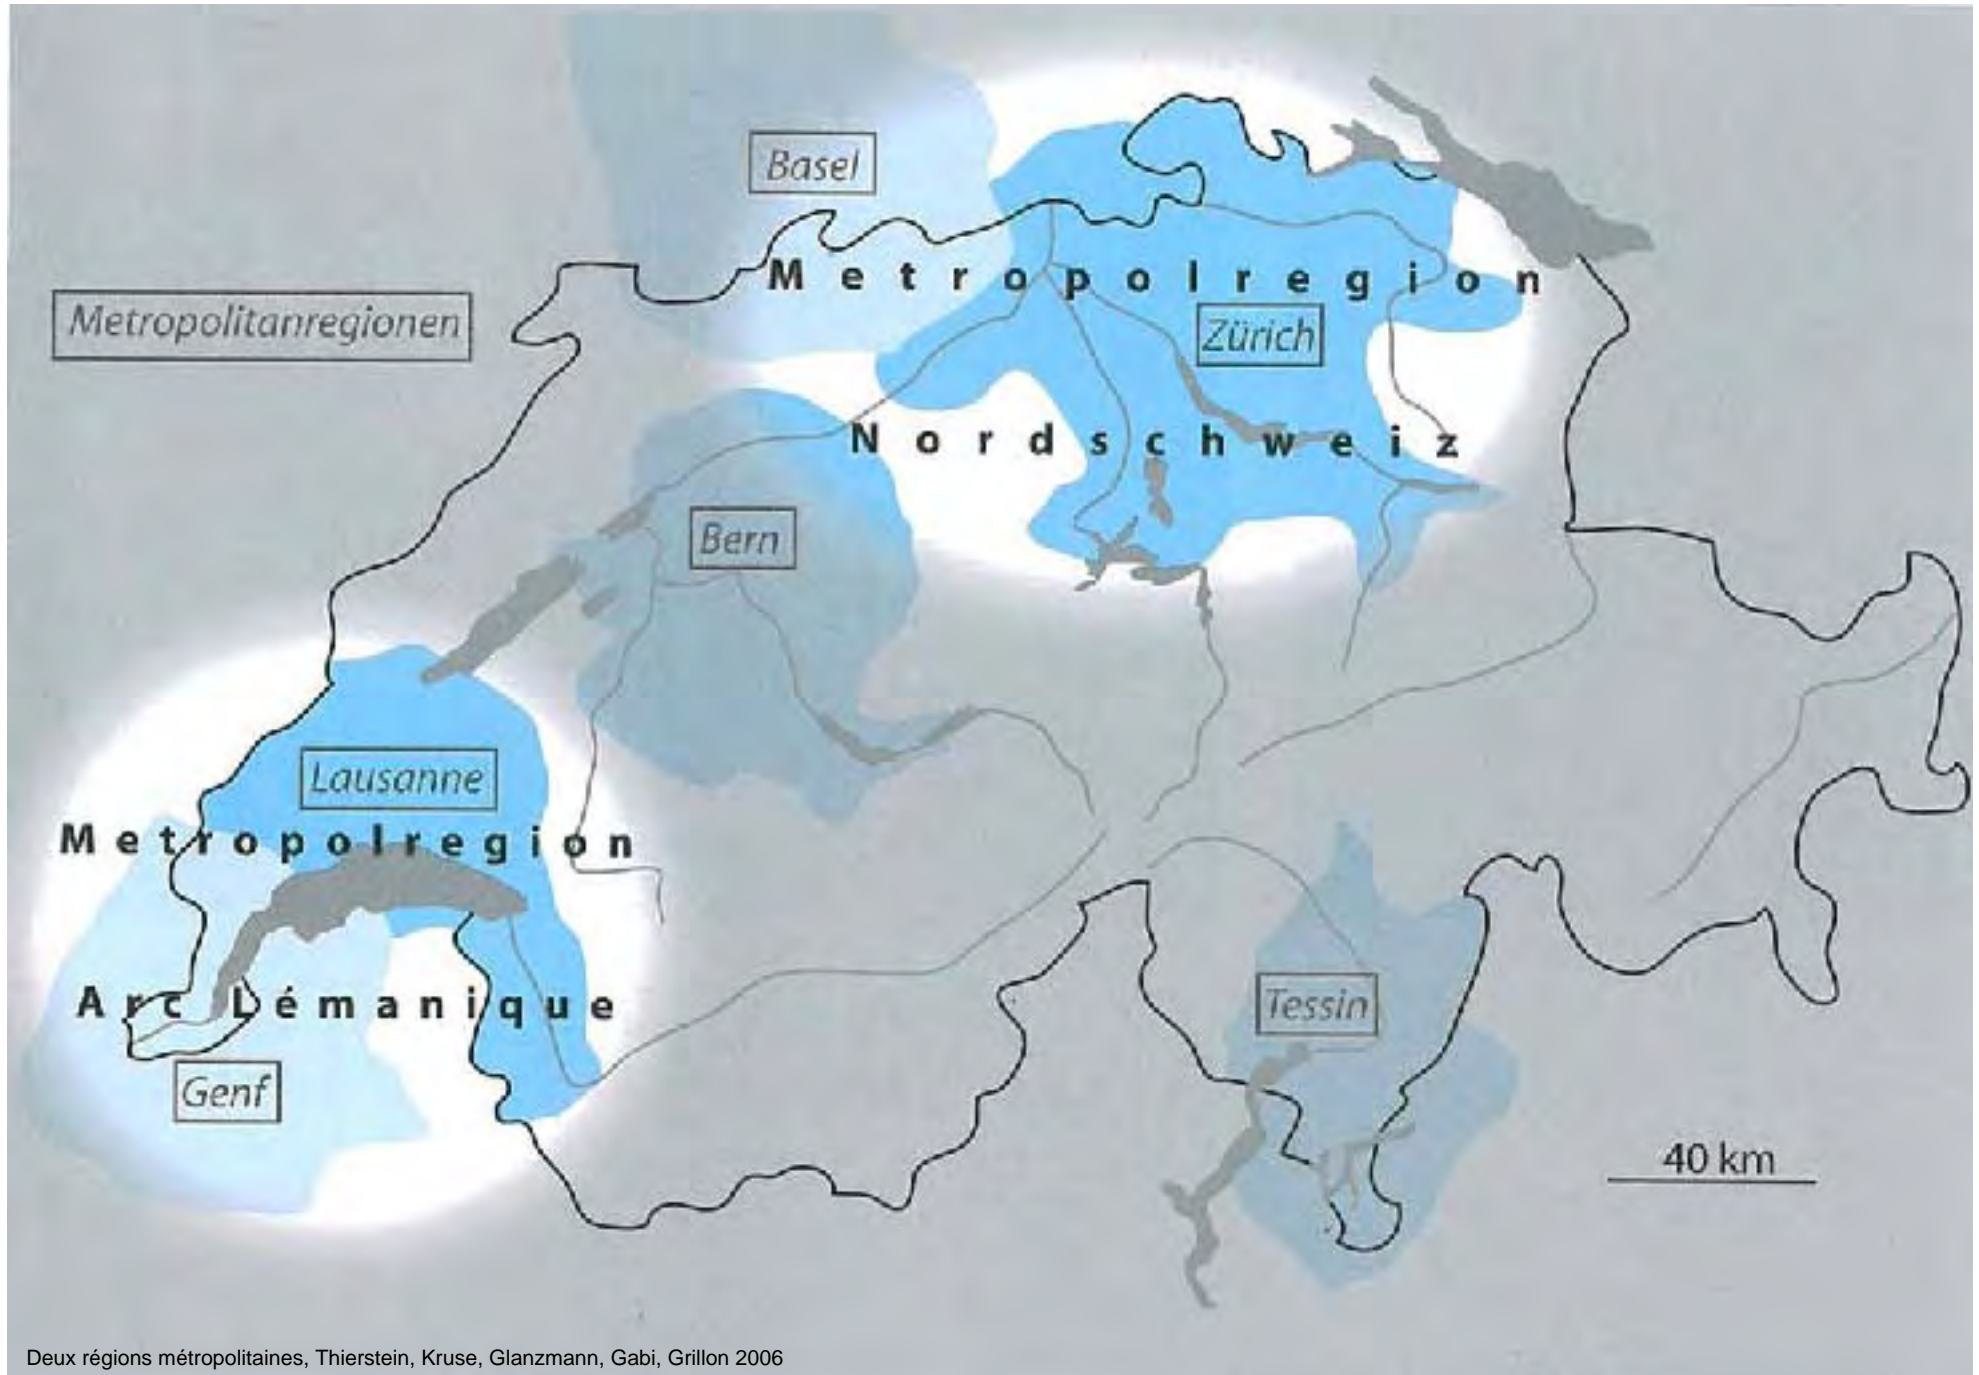 Basel
Metropolitanregionen
Metropolregion
Zürich
Nordschweiz
Bern
Lausanne
Metropolregion
Arc Lémanique
Genf
Tessin
40 km
Deux régions métropolitaines, Thierstein, Kruse, Glanzmann, Gabi, Grillon 2006